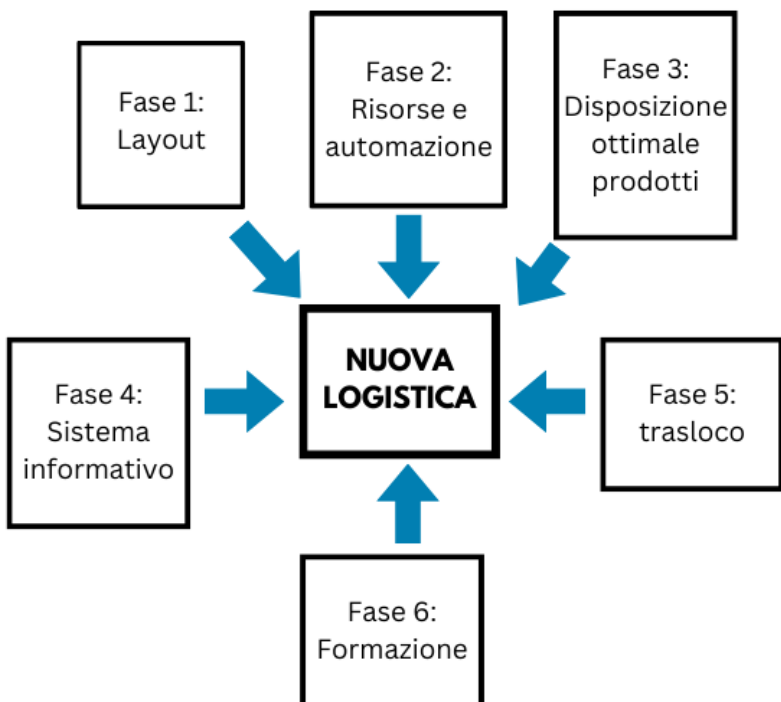 Fase 1:
Layout
Fase 2:
Risorse e
automazione
Fase 3:
Disposizione
ottimale
prodotti
NUOVA
LOGISTICA
Fase 4:
Sistema
informativo
Fase 5:
trasloco
Fase 6:
Formazione